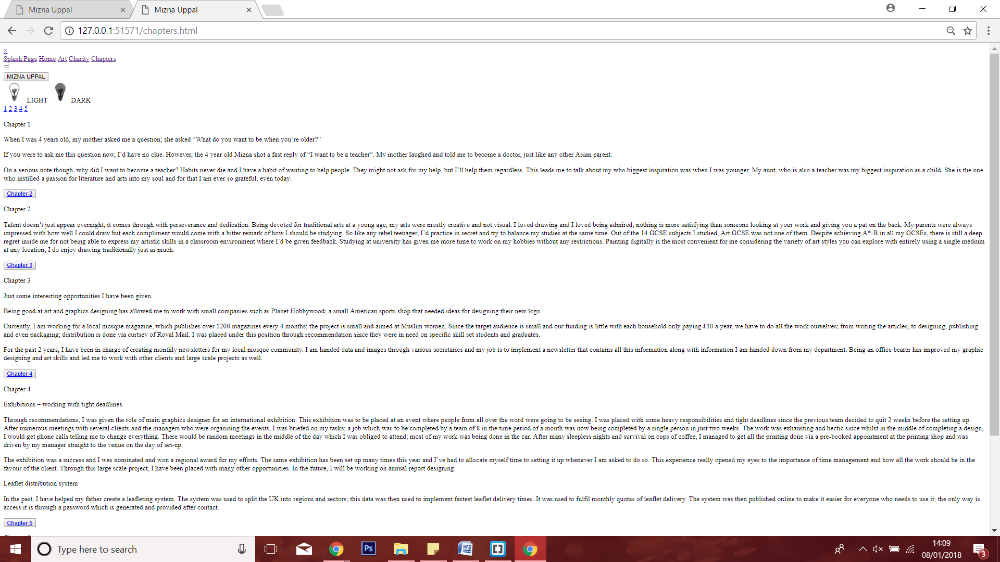 Mizna Uppal
Mizna Uppal
127.0.0.1:51571/chapters.html
×
Splash Page Home Art Charity Chapters
☰
MIZNA UPPAL
LIGHT DARK
1 2 3 4 5
Chapter 1
When I was 4 years old, my mother asked me a question; she asked “What do you want to be when you’re older?”
If you were to ask me this question now, I’d have no clue. However, the 4 year old Mizna shot a fast reply of “I want to be a teacher”. My mother laughed and told me to become a doctor, just like any other Asian parent.
On a serious note though, why did I want to become a teacher? Habits never die and I have a habit of wanting to help people. They might not ask for my help, but I’ll help them regardless. This leads me to talk about my who biggest inspiration was when I was younger. My aunt, who is also a teacher was my biggest inspiration as a child. She is the one
who instilled a passion for literature and arts into my soul and for that I am ever so grateful, even today.
Chapter 2
Chapter 2
Talent doesn’t just appear overnight, it comes through with perseverance and dedication. Being devoted for traditional arts at a young age; my arts were mostly creative and not visual. I loved drawing and I loved being admired; nothing is more satisfying than someone looking at your work and giving you a pat on the back. My parents were always
impressed with how well I could draw but each compliment would come with a bitter remark of how I should be studying. So like any rebel teenager, I’d practice in secret and try to balance my studies at the same time. Out of the 14 GCSE subjects I studied, Art GCSE was not one of them. Despite achieving A*-B in all my GCSEs, there is still a deep
regret inside me for not being able to express my artistic skills in a classroom environment where I’d be given feedback. Studying at university has given me more time to work on my hobbies without any restrictions. Painting digitally is the most convenient for me considering the variety of art styles you can explore with entirely using a single medium
at any location; I do enjoy drawing traditionally just as much.
Chapter 3
Chapter 3
Just some interesting opportunities I have been given.
Being good at art and graphics designing has allowed me to work with small companies such as Planet Hobbywood; a small American sports shop that needed ideas for designing their new logo.
Currently, I am working for a local mosque magazine, which publishes over 1200 magazines every 4 months; the project is small and aimed at Muslim women. Since the target audience is small and our funding is little with each household only paying £10 a year, we have to do all the work ourselves; from writing the articles, to designing, publishing
and even packaging; distribution is done via curtsey of Royal Mail. I was placed under this position through recommendation since they were in need on specific skill set students and graduates.
For the past 2 years, I have been in charge of creating monthly newsletters for my local mosque community. I am handed data and images through various secretaries and my job is to implement a newsletter that contains all this information along with information I am handed down from my department. Being an office bearer has improved my graphic
designing and art skills and led me to work with other clients and large scale projects as well.
Chapter 4
Chapter 4
Exhibitions – working with tight deadlines
Through recommendations, I was given the role of main graphics designer for an international exhibition. This exhibition was to be placed at an event where people from all over the word were going to be seeing. I was placed with some heavy responsibilities and tight deadlines since the previous team decided to quit 2 weeks before the setting up.
After numerous meetings with several clients and the managers who were organising the events, I was briefed on my tasks; a job which was to be completed by a team of 8 in the time period of a month was now being completed by a single person in just two weeks. The work was exhausting and hectic since whilst in the middle of completing a design,
I would get phone calls telling me to change everything. There would be random meetings in the middle of the day which I was obliged to attend; most of my work was being done in the car. After many sleepless nights and survival on cups of coffee, I managed to get all the printing done via a pre-booked appointment at the printing shop and was
driven by my manager straight to the venue on the day of set-up.
The exhibition was a success and I was nominated and won a regional award for my efforts. The same exhibition has been set up many times this year and I’ve had to allocate myself time to setting it up whenever I am asked to do so. This experience really opened my eyes to the importance of time management and how all the work should be in the
favour of the client. Through this large scale project, I have been placed with many other opportunities. In the future, I will be working on annual report designing.
Leaflet distribution system
In the past, I have helped my father create a leafleting system. The system was used to split the UK into regions and sectors; this data was then used to implement fastest leaflet delivery times. It was used to fulfil monthly quotas of leaflet delivery. The system was then published online to make it easier for everyone who needs to use it; the only way is
access it is through a password which is generated and provided after contact.
Chapter 5
Type here to search
Ps
W
14:09
08/01/2018
3